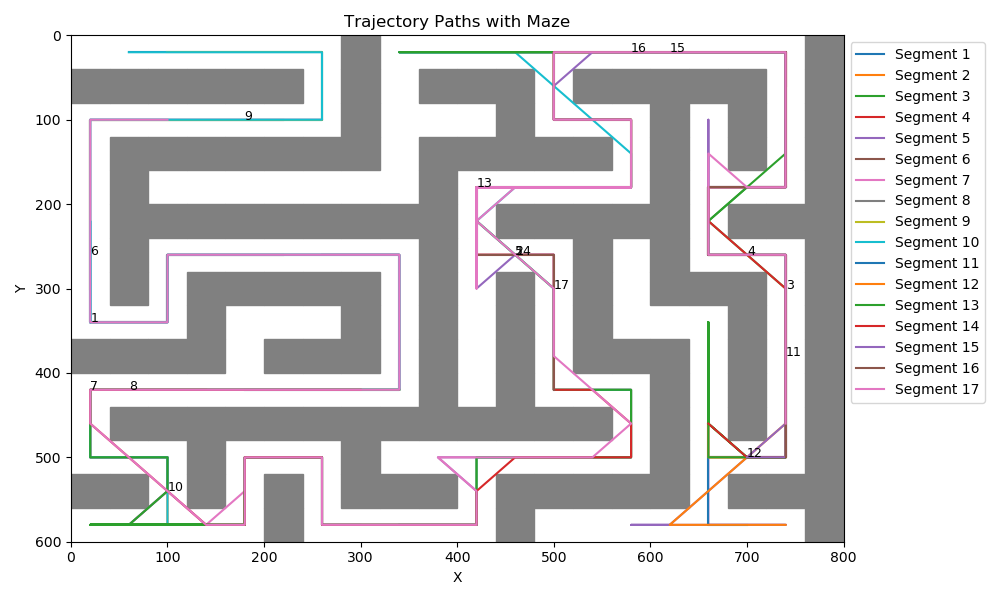 Trajectory Paths with Maze
0
100
200
300
400
500
600
Y
0
100
200
300
400
500
600
700
800
X
16
15
9
13
6
14
4
17
3
1
11
7
8
12
10
Segment 1
Segment 2
Segment 3
Segment 4
Segment 5
Segment 6
Segment 7
Segment 8
Segment 9
Segment 10
Segment 11
Segment 12
Segment 13
Segment 14
Segment 15
Segment 16
Segment 17